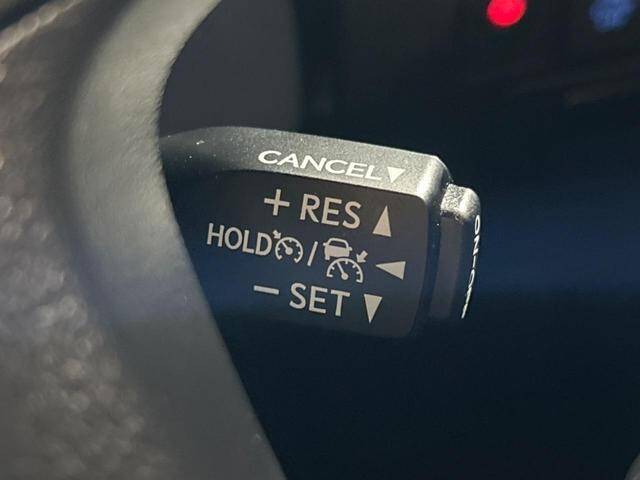 CANCEL▼
+ RES ▲
HOLD / ◀
− SET ▼